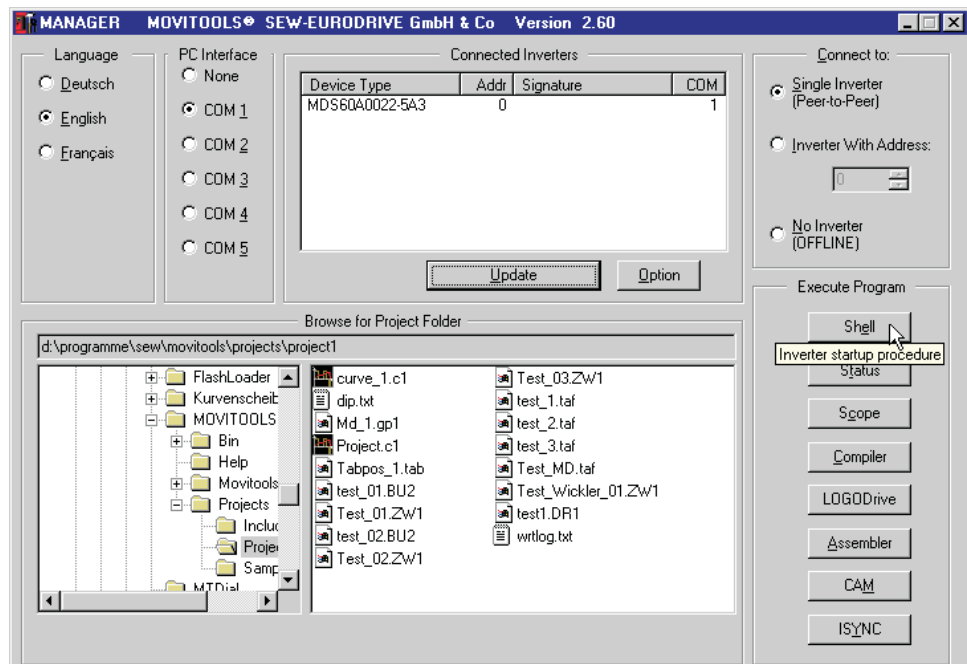 MANAGER MOVITOOLS® SEW-EURODRIVE GmbH & Co Version 2.60
Language
Deutsch
English
Français
PC Interface
None
COM 1
COM 2
COM 3
COM 4
COM 5
Connected Inverters
Device Type Addr Signature COM
MDS60A0022-5A3 0 1
Update Option
Connect to:
Single Inverter
(Peer-to-Peer)
Inverter With Address:
0
No Inverter
(OFFLINE)
Browse for Project Folder
d:\programme\sew\movitools\projects\project1
FlashLoader
Kurvenscheib
MOVITOOLS
Bin
Help
Movitools
Projects
Includ
Projec
Samp
MTDial
curve_1.c1
dip.txt
Md_1.gp1
Project.c1
Tabpos_1.tab
test_01.BU2
Test_01.ZW1
test_02.BU2
Test_02.ZW1
Test_03.ZW1
test_1.taf
test_2.taf
test_3.taf
Test_MD.taf
Test_Wickler_01.ZW1
test1.DR1
wrtlog.txt
Execute Program
Shell
Inverter startup procedure
Status
Scope
Compiler
LOGODrive
Assembler
CAM
ISYNC